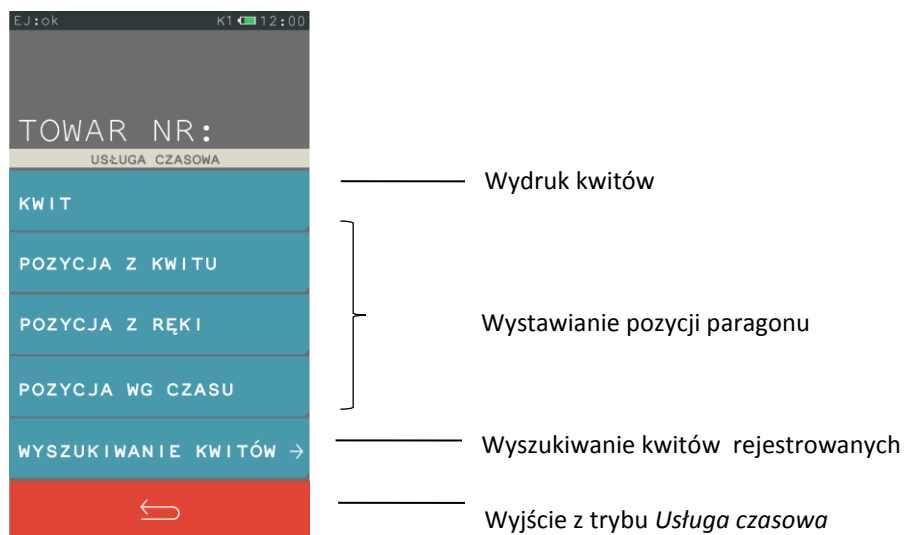 EJ:ok K1 12:00
TOWAR NR:
USŁUGA CZASOWA
KWIT
Wydruk kwitów
POZYCJA Z KWITU
POZYCJA Z RĘKI
Wystawianie pozycji paragonu
POZYCJA WG CZASU
WYSZUKIWANIE KWITÓW →
Wyszukiwanie kwitów rejestrowanych
Wyjście z trybu Usługa czasowa